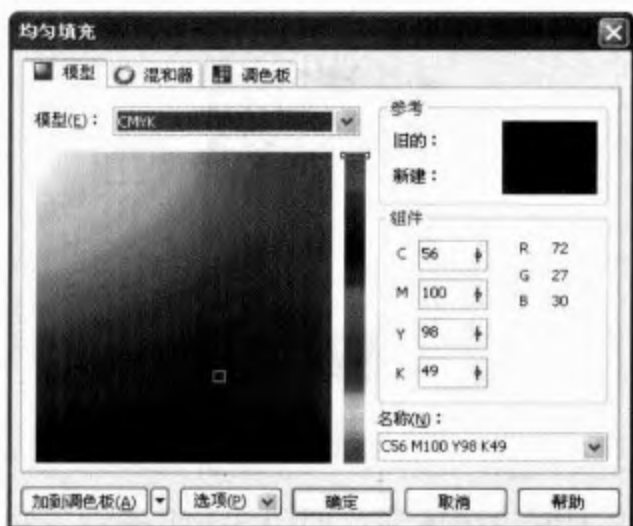 均匀填充
模型 混和器 调色板
模型(E)： CMYK
参考
旧的：
新建：
组件
C 56 R 72
M 100 G 27
Y 98 B 30
K 49
名称(N)：
C56 M100 Y98 K49
加到调色板(A) 选项(P) 确定 取消 帮助